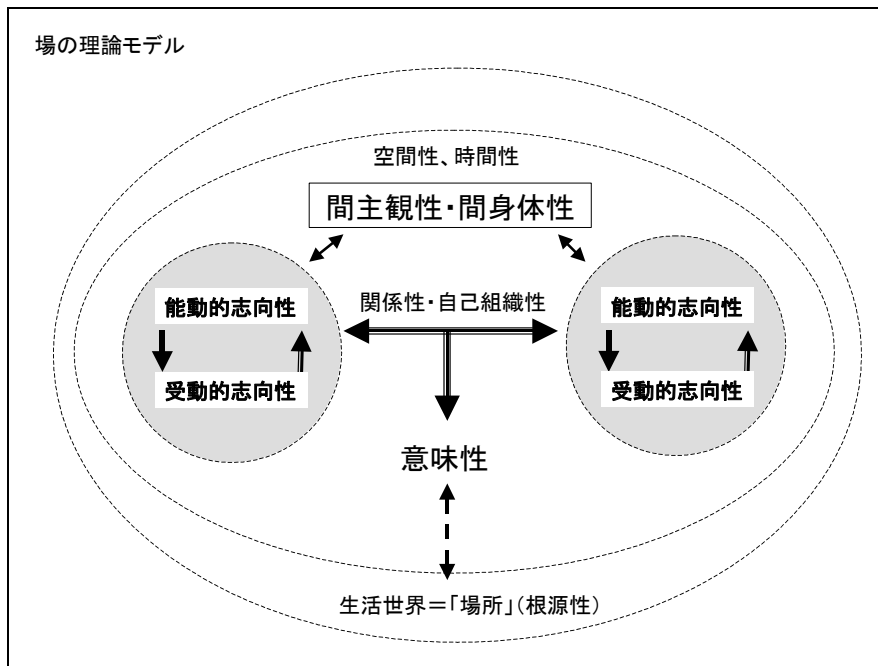 場の理論モデル
空間性、時間性
間主観性・間身体性
関係性・自己組織性
能動的志向性
受動的志向性
能動的志向性
受動的志向性
意味性
生活世界＝「場所」(根源性)